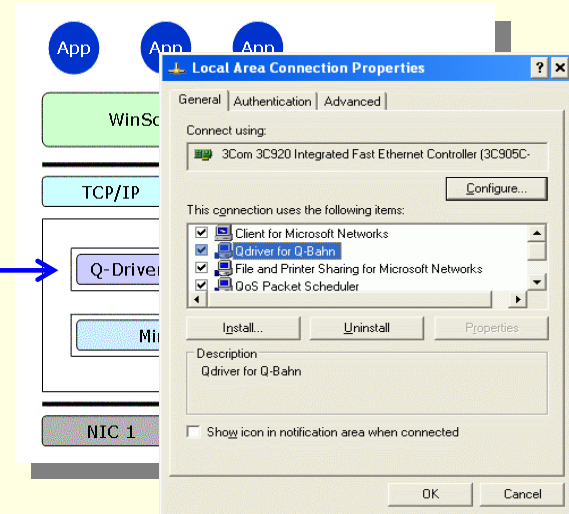 App App App
WinSc
TCP/IP
Q-Driver
Mi
NIC 1
Local Area Connection Properties
General Authentication Advanced
Connect using:
3Com 3C920 Integrated Fast Ethernet Controller (3C905C-
Configure...
This connection uses the following items:
Client for Microsoft Networks
Qdriver for Q-Bahn
File and Printer Sharing for Microsoft Networks
QoS Packet Scheduler
Install... Uninstall Properties
Description
Qdriver for Q-Bahn
Show icon in notification area when connected
OK Cancel